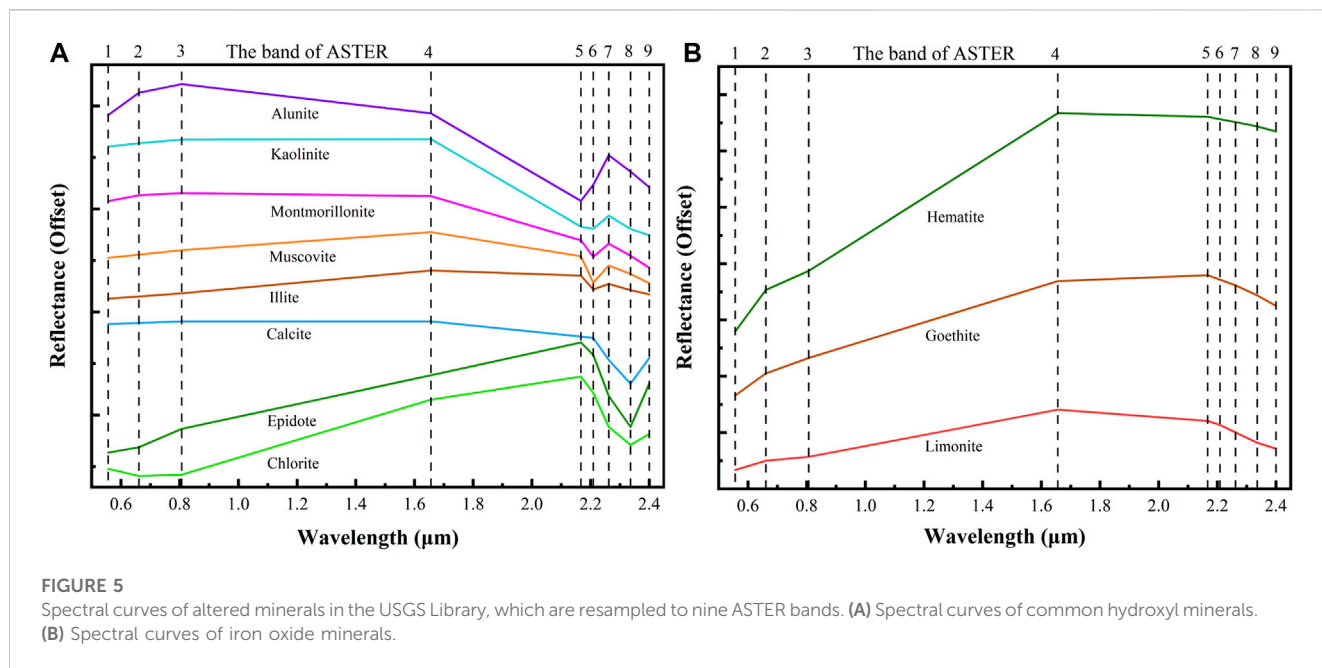 A
1 2 3 The band of ASTER 4 5 6 7 8 9
Alunite
Kaolinite
Montmorillonite
Muscovite
Illite
Calcite
Epidote
Chlorite
Reflectance (Offset)
0.6 0.8 1.0 1.2 1.4 1.6 1.8 2.0 2.2 2.4
Wavelength (μm)
B
1 2 3 The band of ASTER 4 5 6 7 8 9
Hematite
Goethite
Limonite
Reflectance (Offset)
0.6 0.8 1.0 1.2 1.4 1.6 1.8 2.0 2.2 2.4
Wavelength (μm)
FIGURE 5
Spectral curves of altered minerals in the USGS Library, which are resampled to nine ASTER bands. (A) Spectral curves of common hydroxyl minerals.
(B) Spectral curves of iron oxide minerals.